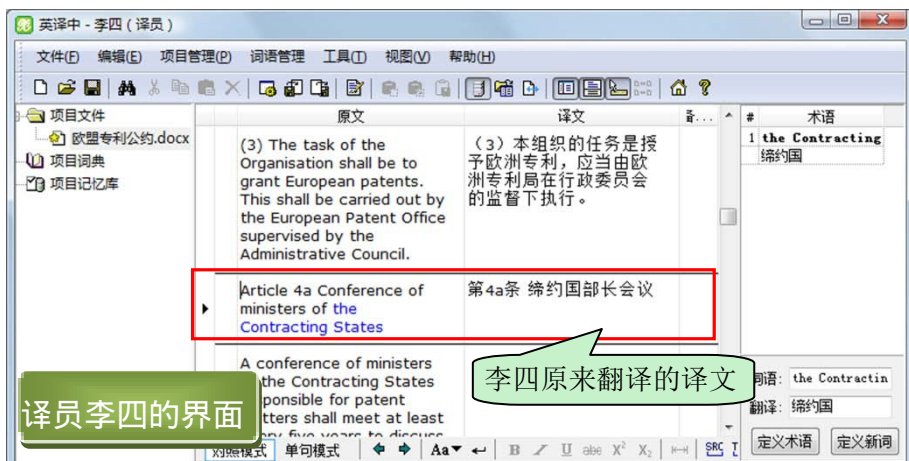 英译中 - 李四（译员）
文件(F) 编辑(E) 项目管理(P) 词语管理 工具(T) 视图(V) 帮助(H)
项目文件
欧盟专利公约.docx
项目词典
项目记忆库
原文
译文
(3) The task of the
Organisation shall be to
grant European patents.
This shall be carried out by
the European Patent Office
supervised by the
Administrative Council.
（3）本组织的任务是授
予欧洲专利，应当由欧
洲专利局在行政委员会
的监督下执行。
Article 4a Conference of
ministers of the
Contracting States
第4a条 缔约国部长会议
A conference of ministers
the Contracting States
shall meet at least
李四原来翻译的译文
译员李四的界面
# 术语
1 the Contracting
缔约国
the Contractin
翻译: 缔约国
定义术语 定义新词
对照模式 单句模式 Aa B I U abc X² X₂ SRC